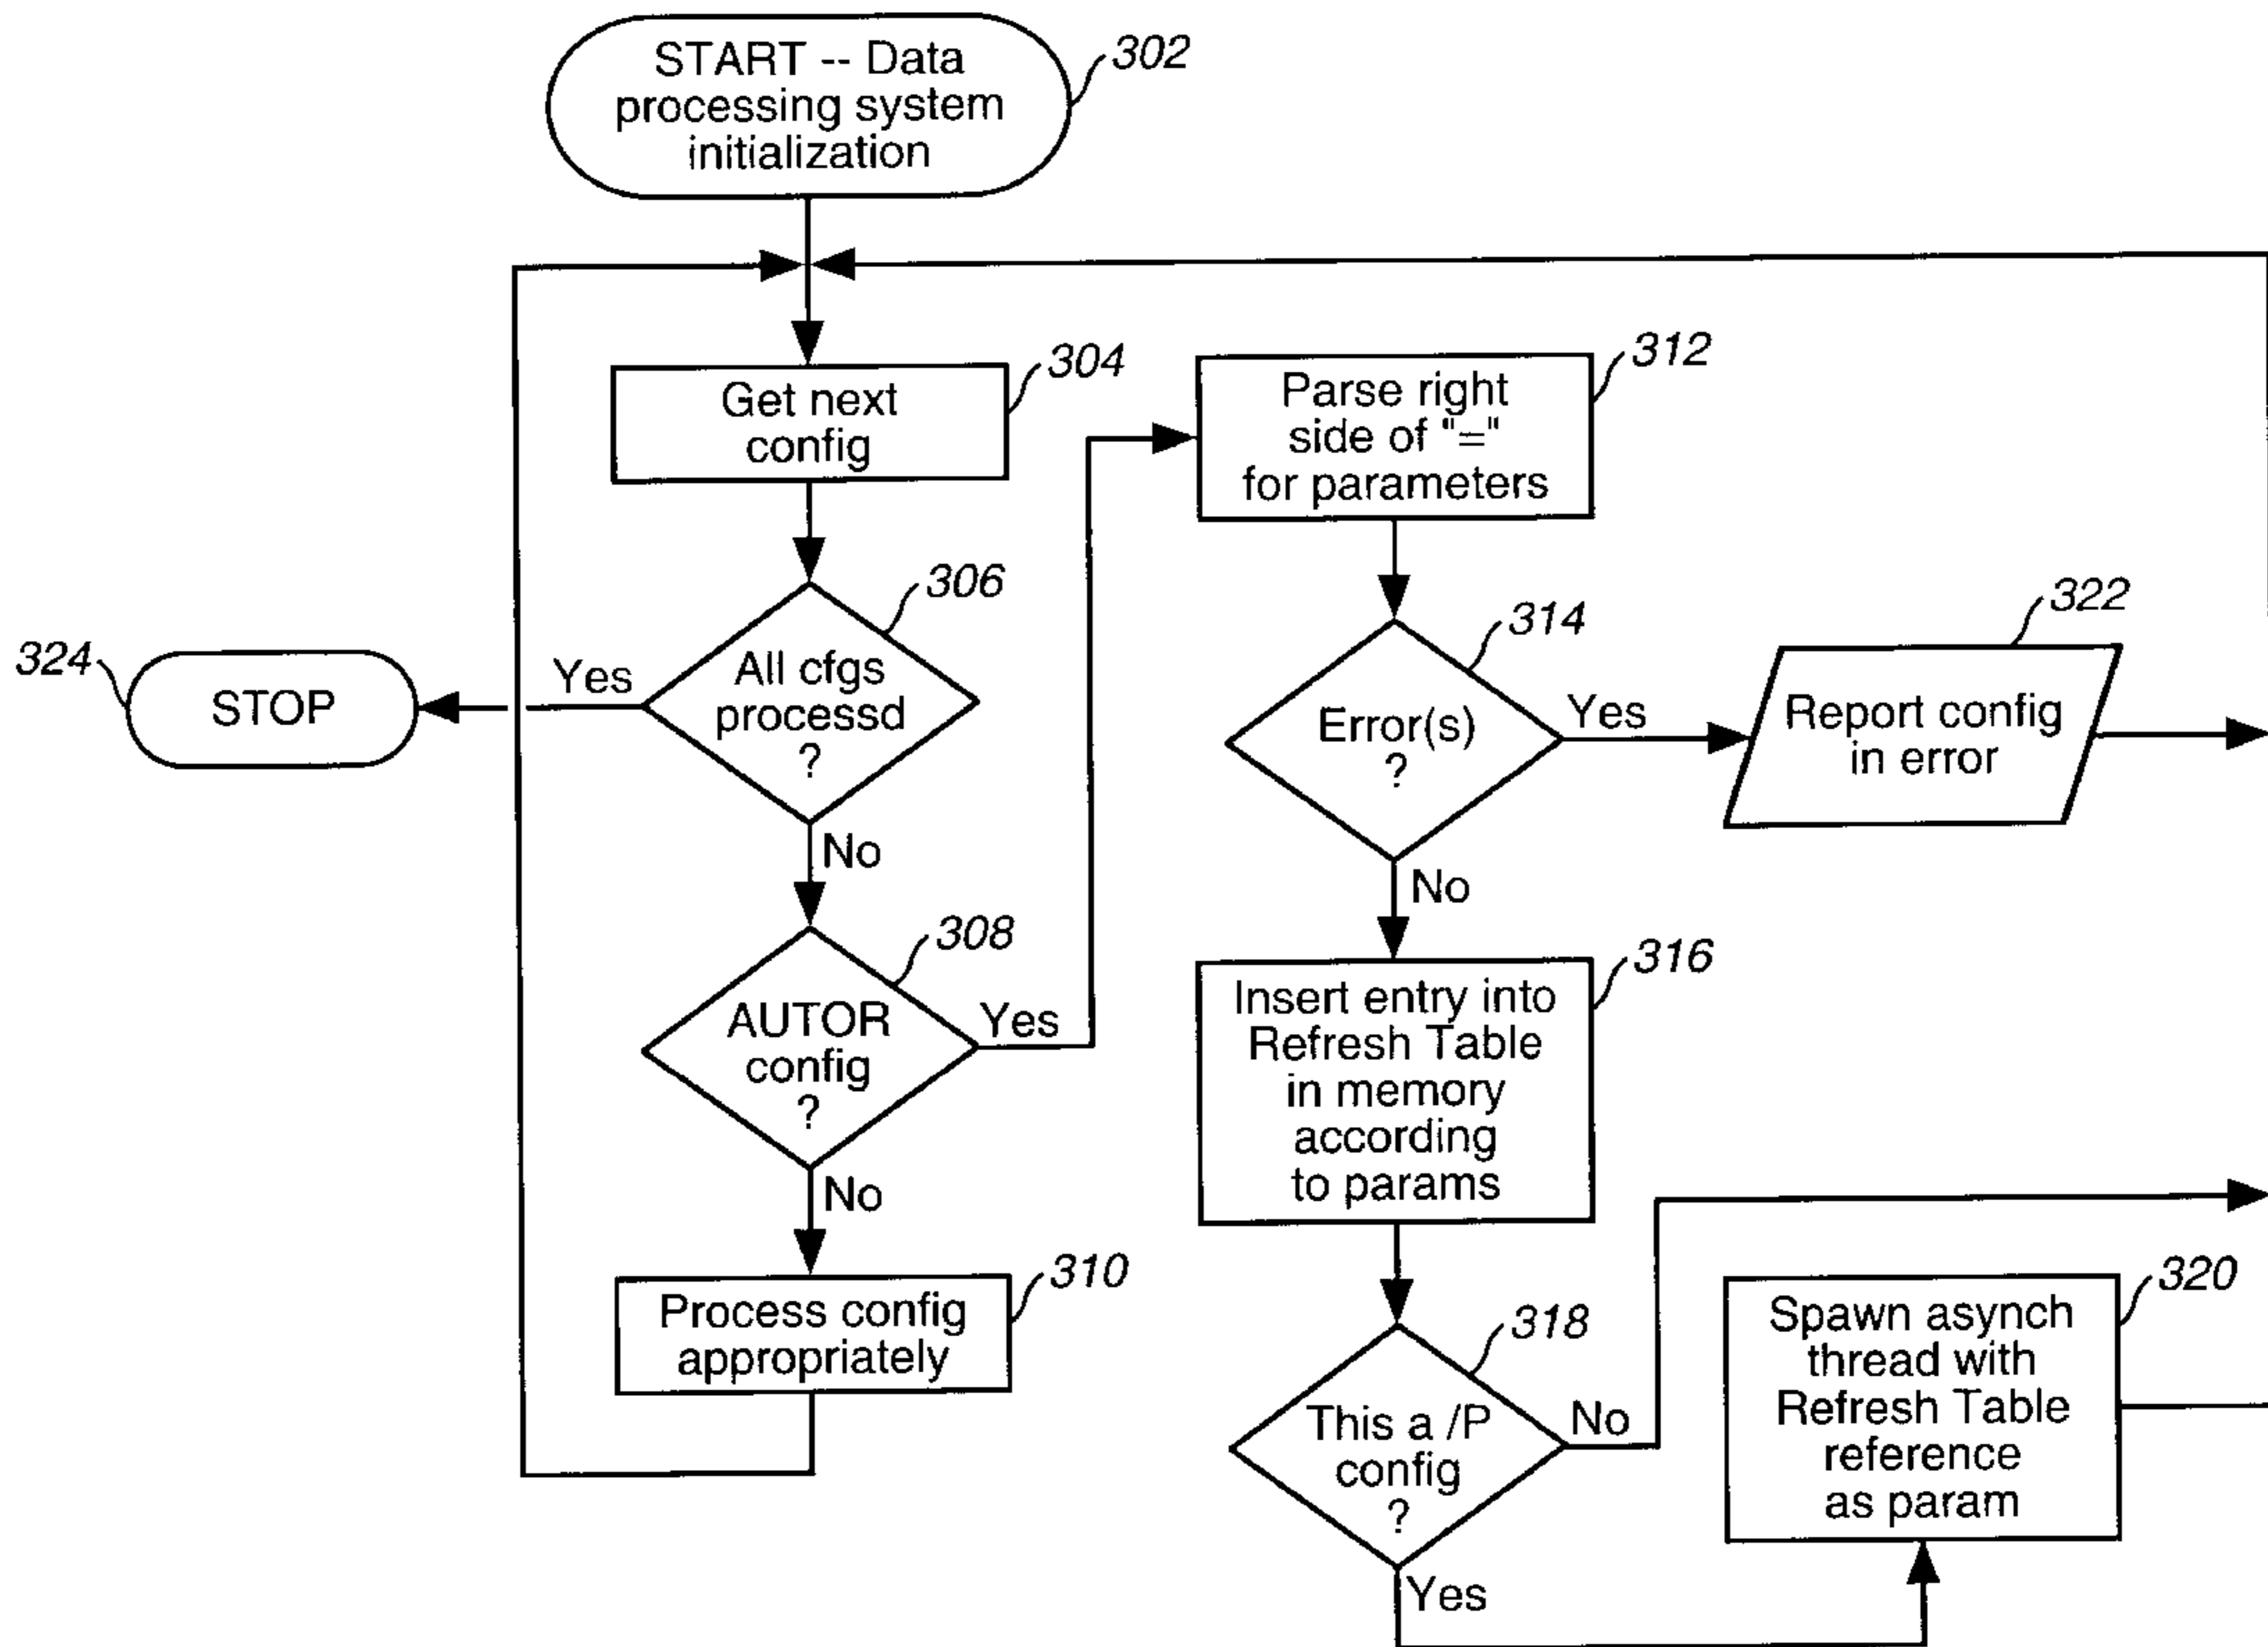 START -- Data
processing system
initialization
302
Get next
config
304
All cfgs
processd
?
306
Yes
STOP
324
No
AUTOR
config
?
308
Yes
No
Process config
appropriately
310
Parse right
side of "="
for parameters
312
Error(s)
?
314
Yes
Report config
in error
322
No
Insert entry into
Refresh Table
in memory
according
to params
316
This a /P
config
?
318
No
Yes
Spawn asynch
thread with
Refresh Table
reference
as param
320